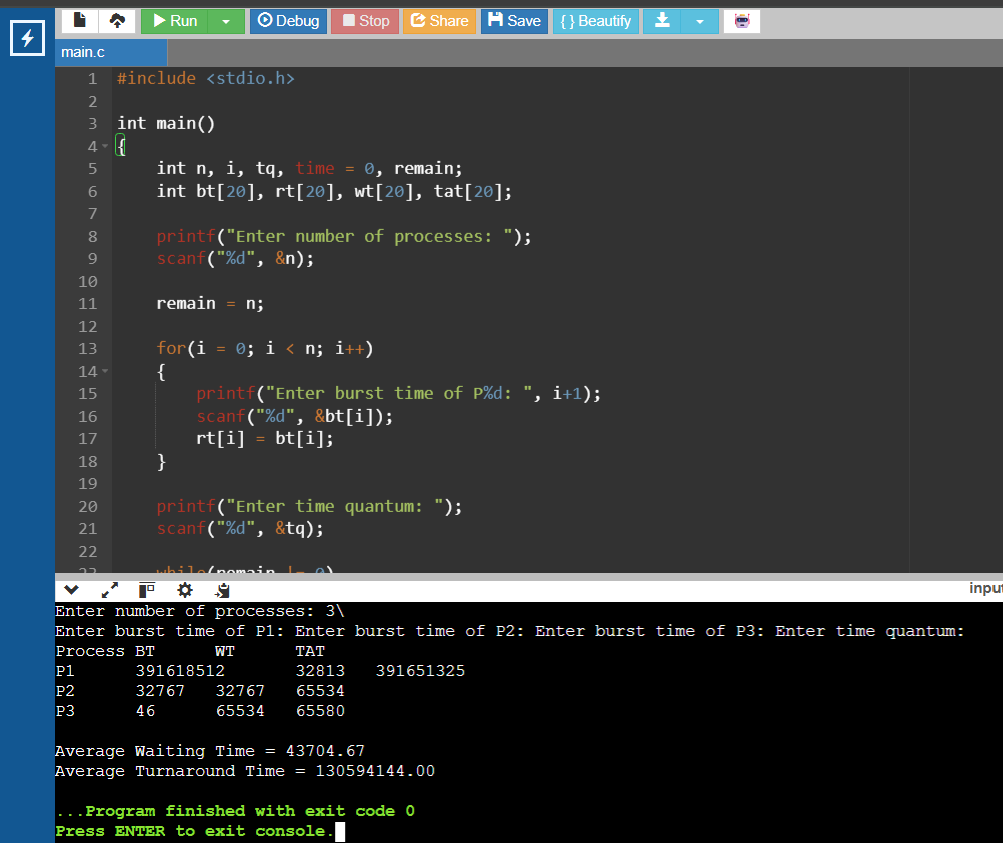 Run Debug Stop Share Save { } Beautify
main.c
1 #include <stdio.h>
2
3 int main()
4 {
5 int n, i, tq, time = 0, remain;
6 int bt[20], rt[20], wt[20], tat[20];
7
8 printf("Enter number of processes: ");
9 scanf("%d", &n);
10
11 remain = n;
12
13 for(i = 0; i < n; i++)
14 {
15 printf("Enter burst time of P%d: ", i+1);
16 scanf("%d", &bt[i]);
17 rt[i] = bt[i];
18 }
19
20 printf("Enter time quantum: ");
21 scanf("%d", &tq);
22
23 while(remain != 0)
input
Enter number of processes: 3\
Enter burst time of P1: Enter burst time of P2: Enter burst time of P3: Enter time quantum:
Process BT WT TAT
P1 391618512 32813 391651325
P2 32767 32767 65534
P3 46 65534 65580
Average Waiting Time = 43704.67
Average Turnaround Time = 130594144.00
...Program finished with exit code 0
Press ENTER to exit console.